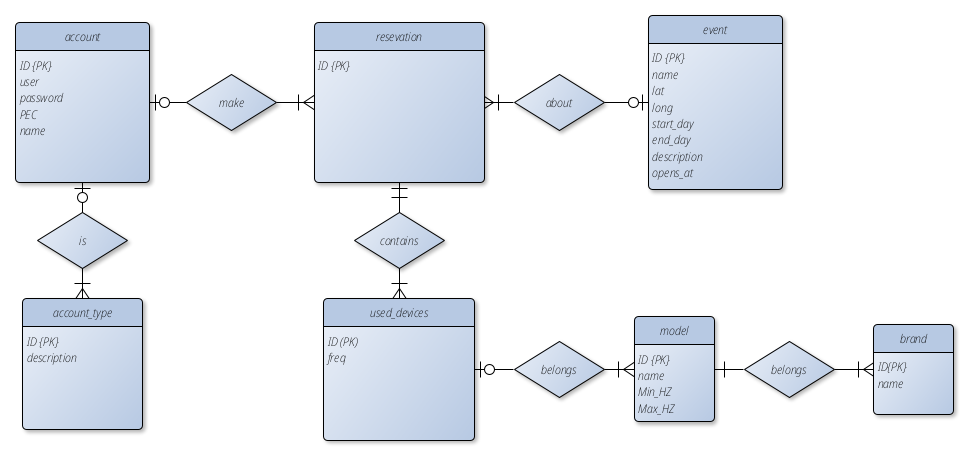 account
ID {PK}
user
password
PEC
name
make
resevation
ID {PK}
about
event
ID {PK}
name
lat
long
start_day
end_day
description
opens_at
is
contains
account_type
ID {PK}
description
used_devices
ID (PK)
freq
belongs
model
ID {PK}
name
Min_HZ
Max_HZ
belongs
brand
ID{PK}
name